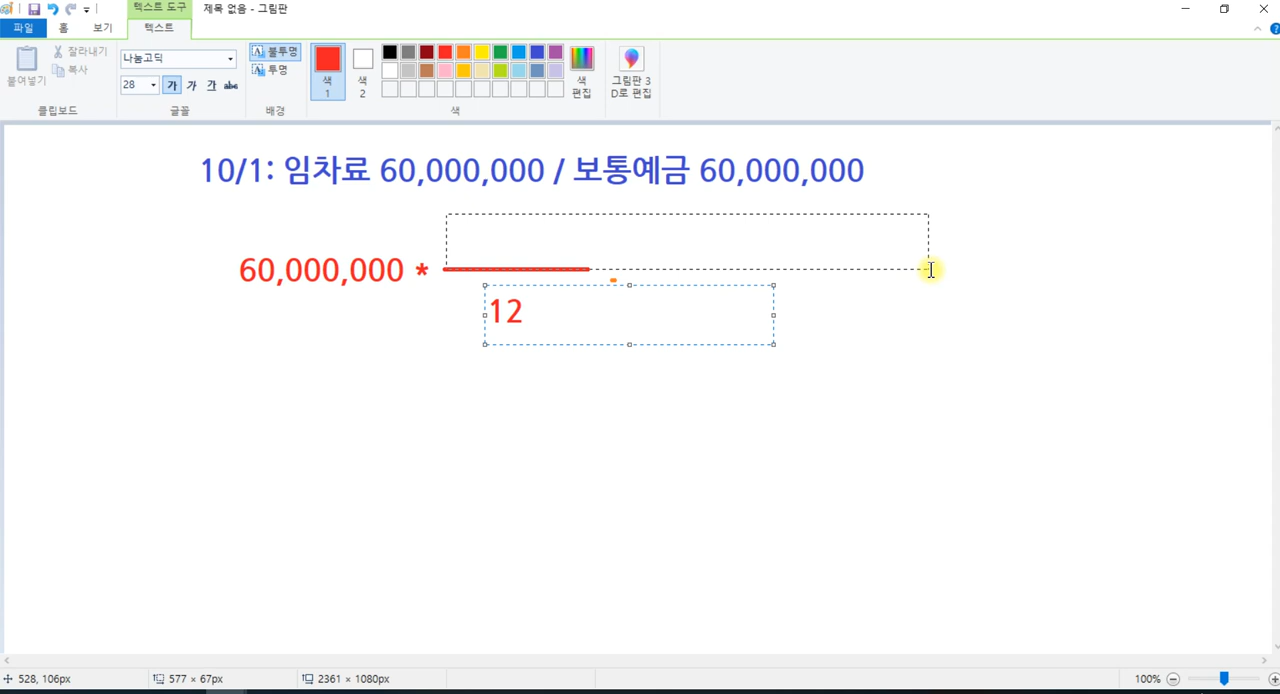 텍스트 도구 제목 없음 - 그림판
파일 홈 보기 텍스트
붙여넣기 잘라내기 복사
클립보드
나눔고딕
28 가 가 가 abc
글꼴
불투명
투명
배경
색 1
색 2
색 편집
색
그림판 3D로 편집
10/1: 임차료 60,000,000 / 보통예금 60,000,000
60,000,000 *
12
528, 106px 577 × 67px 2361 × 1080px 100%